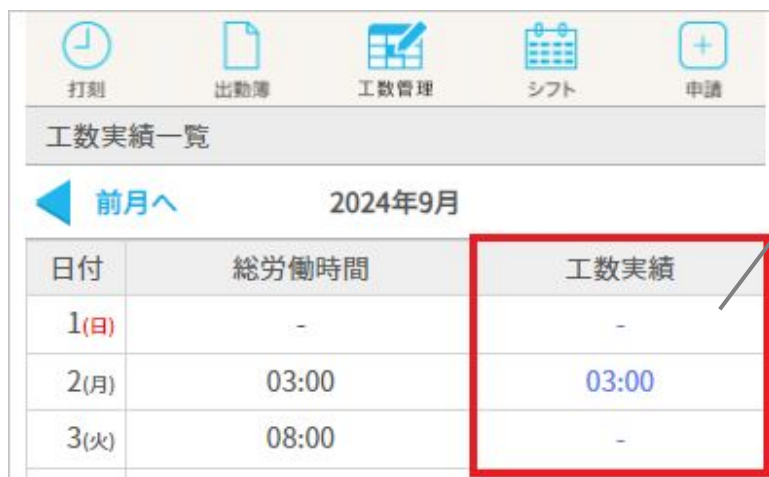 打刻 出勤簿 工数管理 シフト 申請
工数実績一覧
前月へ 2024年9月
日付 総労働時間 工数実績
1(日) - -
2(月) 03:00 03:00
3(火) 08:00 -